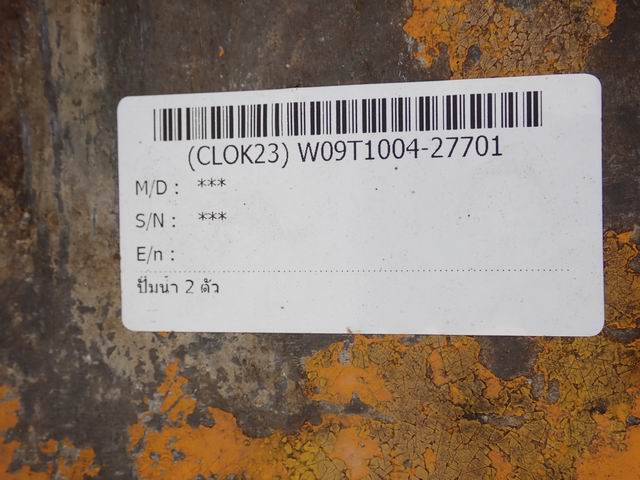 (CLOK23) W09T1004-27701
M/D : ***
S/N : ***
E/n :
ปั๊มน้ำ 2 ตัว